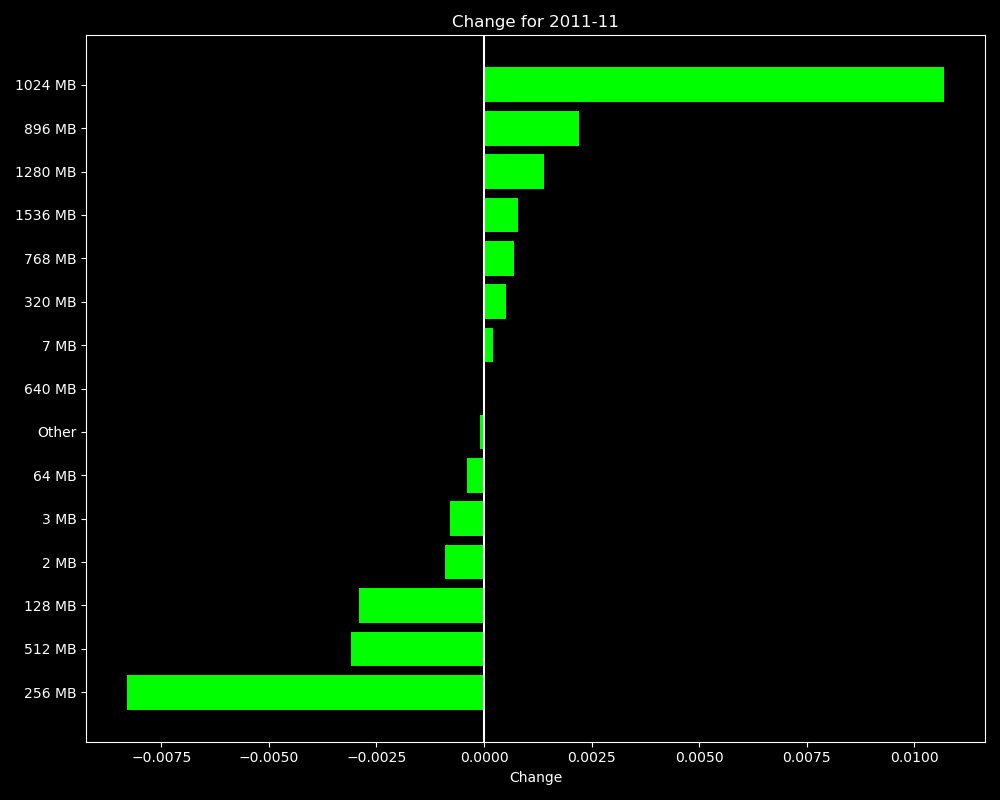 Change for 2011-11
1024 MB
896 MB
1280 MB
1536 MB
768 MB
320 MB
7 MB
640 MB
Other
64 MB
3 MB
2 MB
128 MB
512 MB
256 MB
−0.0075 −0.0050 −0.0025 0.0000 0.0025 0.0050 0.0075 0.0100
Change